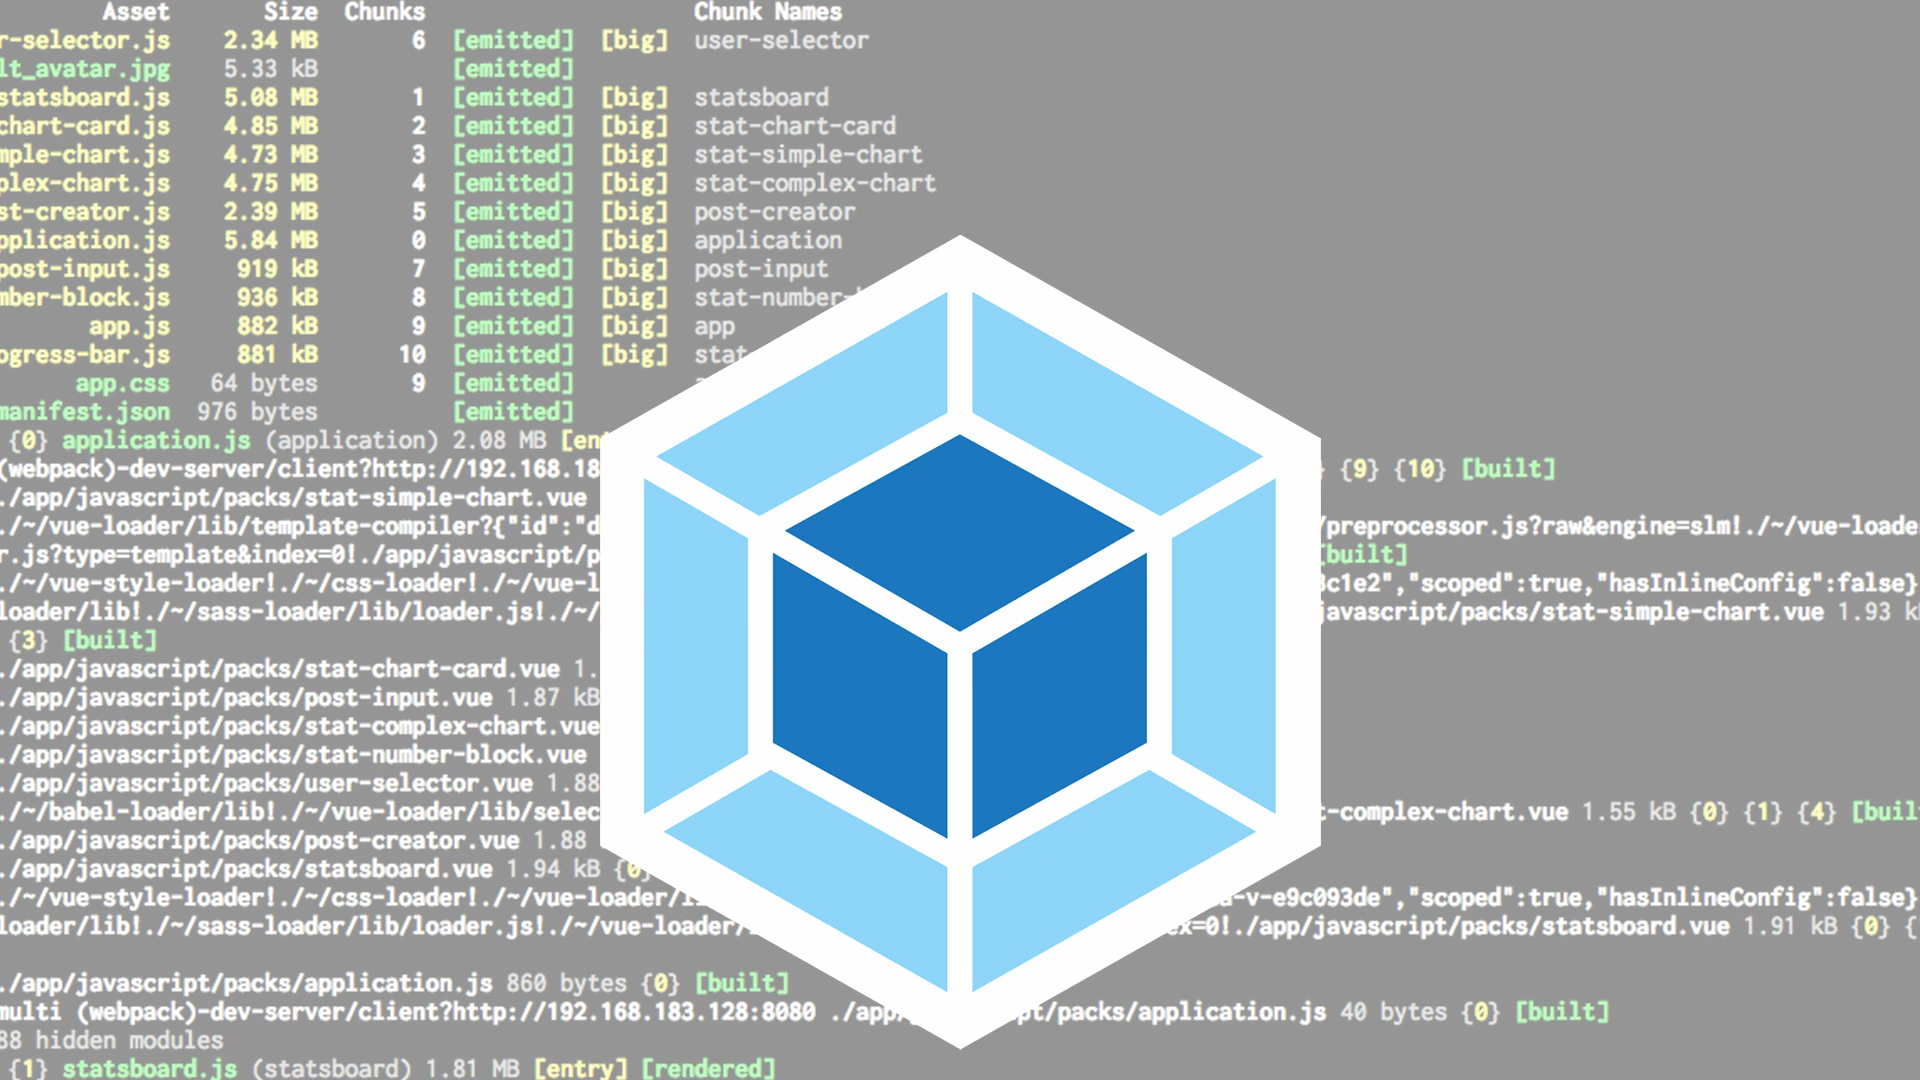 Asset Size Chunks Chunk Names
r-selector.js 2.34 MB 6 [emitted] [big] user-selector
lt_avatar.jpg 5.33 kB [emitted]
statsboard.js 5.08 MB 1 [emitted] [big] statsboard
chart-card.js 4.85 MB 2 [emitted] [big] stat-chart-card
mple-chart.js 4.73 MB 3 [emitted] [big] stat-simple-chart
plex-chart.js 4.75 MB 4 [emitted] [big] stat-complex-chart
st-creator.js 2.39 MB 5 [emitted] [big] post-creator
pplication.js 5.84 MB 0 [emitted] [big] application
post-input.js 919 kB 7 [emitted] [big] post-input
mber-block.js 936 kB 8 [emitted] [big] stat-number-
app.js 882 kB 9 [emitted] [big] app
ogress-bar.js 881 kB 10 [emitted] [big] stat
app.css 64 bytes 9 [emitted]
manifest.json 976 bytes [emitted]
{0} application.js (application) 2.08 MB [en
(webpack)-dev-server/client?http://192.168.18 {9} {10} [built]
./app/javascript/packs/stat-simple-chart.vue
./~/vue-loader/lib/template-compiler?{"id":"d /preprocessor.js?raw&engine=slm!./~/vue-loade
r.js?type=template&index=0!./app/javascript/p [built]
./~/vue-style-loader!./~/css-loader!./~/vue-l c1e2","scoped":true,"hasInlineConfig":false}
loader/lib!./~/sass-loader/lib/loader.js!./~/ javascript/packs/stat-simple-chart.vue 1.93 k
{3} [built]
./app/javascript/packs/stat-chart-card.vue 1.
./app/javascript/packs/post-input.vue 1.87 kB
./app/javascript/packs/stat-complex-chart.vue
./app/javascript/packs/stat-number-block.vue
./app/javascript/packs/user-selector.vue 1.88
./~/babel-loader/lib!./~/vue-loader/lib/selec -complex-chart.vue 1.55 kB {0} {1} {4} [buil
./app/javascript/packs/post-creator.vue 1.88
./app/javascript/packs/statsboard.vue 1.94 kB {0
./~/vue-style-loader!./~/css-loader!./~/vue-loader/l -v-e9c093de","scoped":true,"hasInlineConfig":false}
loader/lib!./~/sass-loader/lib/loader.js!./~/vue-loader/ ex=0!./app/javascript/packs/statsboard.vue 1.91 kB {0} {
./app/javascript/packs/application.js 860 bytes {0} [built]
multi (webpack)-dev-server/client?http://192.168.183.128:8080 ./app pt/packs/application.js 40 bytes {0} [built]
88 hidden modules
{1} statsboard.js (statsboard) 1.81 MB [entry] [rendered]